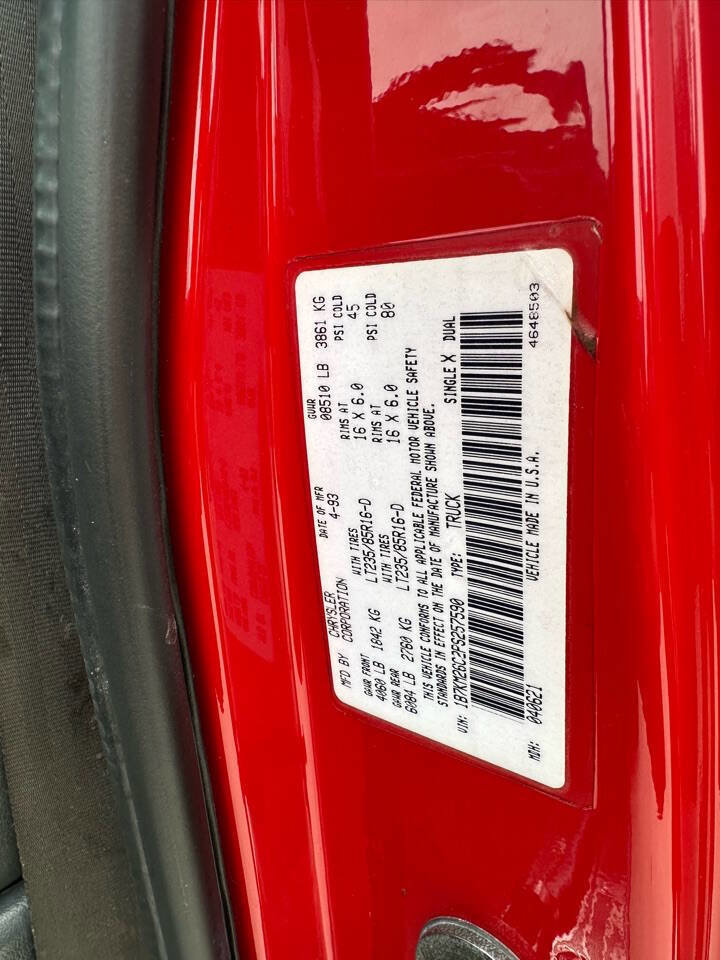 MFD BY CHRYSLER CORPORATION
DATE OF MFR 4-93
GVWR 08510 LB 3861 KG
GAWR FRONT WITH TIRES RIMS AT PSI COLD
4060 LB 1842 KG LT235/85R16-D 16 X 6.0 45
GAWR REAR WITH TIRES RIMS AT PSI COLD
6084 LB 2760 KG LT235/85R16-D 16 X 6.0 80
THIS VEHICLE CONFORMS TO ALL APPLICABLE FEDERAL MOTOR VEHICLE SAFETY
STANDARDS IN EFFECT ON THE DATE OF MANUFACTURE SHOWN ABOVE.
VIN: 1B7KM26C2PS257590 TYPE: TRUCK SINGLE X DUAL
MDH: 040621 VEHICLE MADE IN U.S.A. 4648503